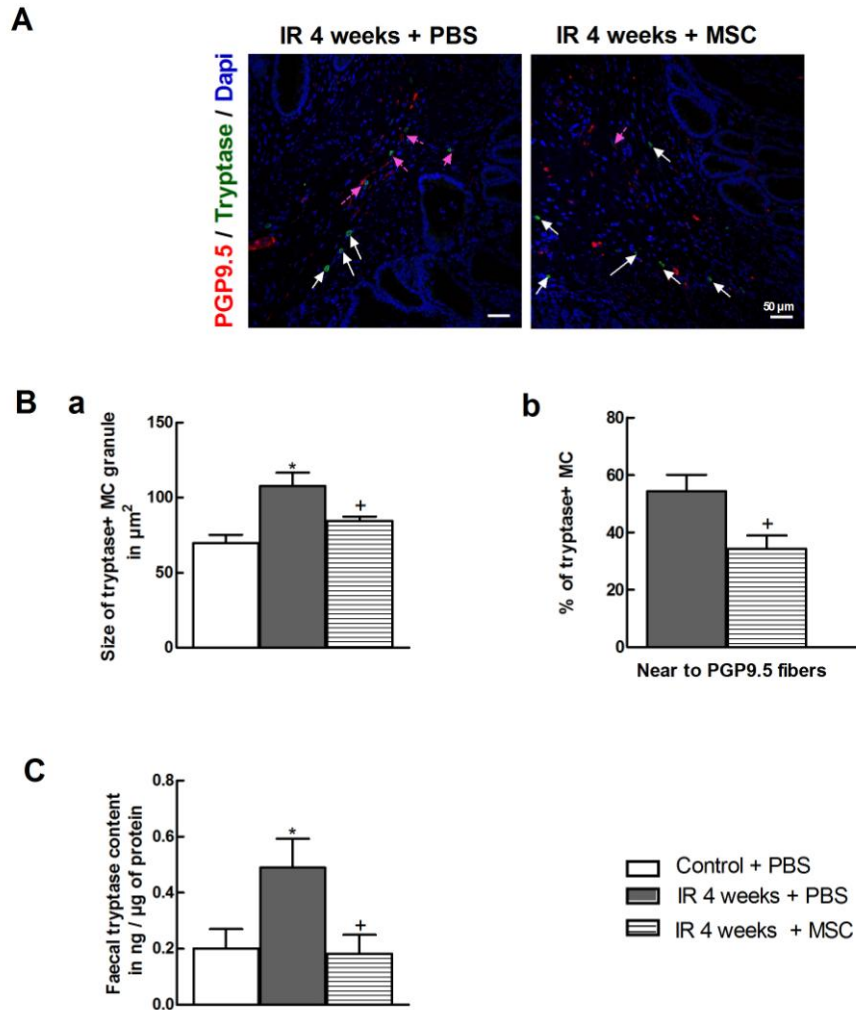 A
IR 4 weeks + PBS
IR 4 weeks + MSC
PGP9.5 / Tryptase / Dapi
50 µm
B
a
Size of tryptase+ MC granule
in µm²
150
100
50
0
*
+
b
% of tryptase+ MC
80
60
40
20
0
+
Near to PGP9.5 fibers
C
Faecal tryptase content
in ng / µg of protein
0.8
0.6
0.4
0.2
0.0
*
+
Control + PBS
IR 4 weeks + PBS
IR 4 weeks + MSC